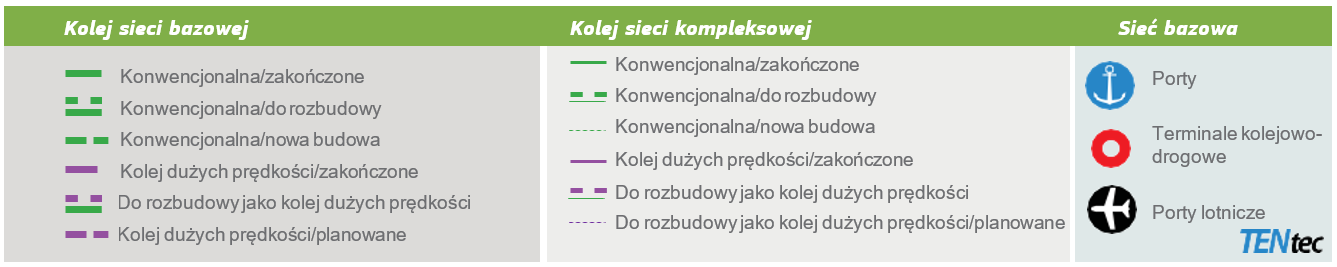 Kolej sieci bazowej
Konwencjonalna/zakończone
Konwencjonalna/do rozbudowy
Konwencjonalna/nowa budowa
Kolej dużych prędkości/zakończone
Do rozbudowy jako kolej dużych prędkości
Kolej dużych prędkości/planowane
Kolej sieci kompleksowej
Konwencjonalna/zakończone
Konwencjonalna/do rozbudowy
Konwencjonalna/nowa budowa
Kolej dużych prędkości/zakończone
Do rozbudowy jako kolej dużych prędkości
Do rozbudowy jako kolej dużych prędkości/planowane
Sieć bazowa
Porty
Terminale kolejowo-
drogowe
Porty lotnicze
TENtec